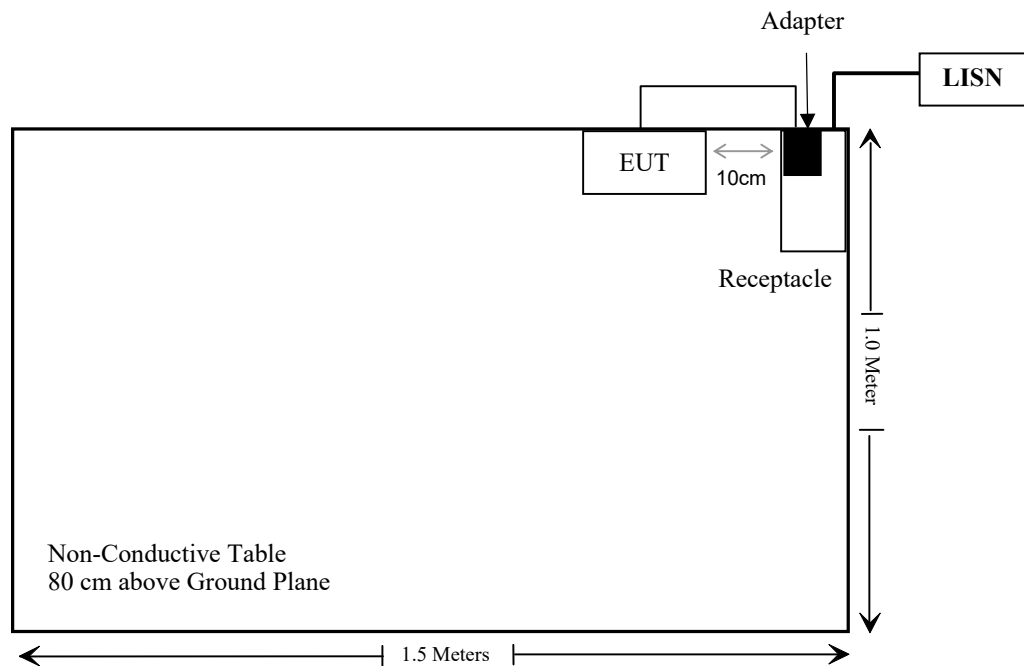 Adapter
LISN
EUT
10cm
Receptacle
1.0 Meter
Non-Conductive Table
80 cm above Ground Plane
1.5 Meters